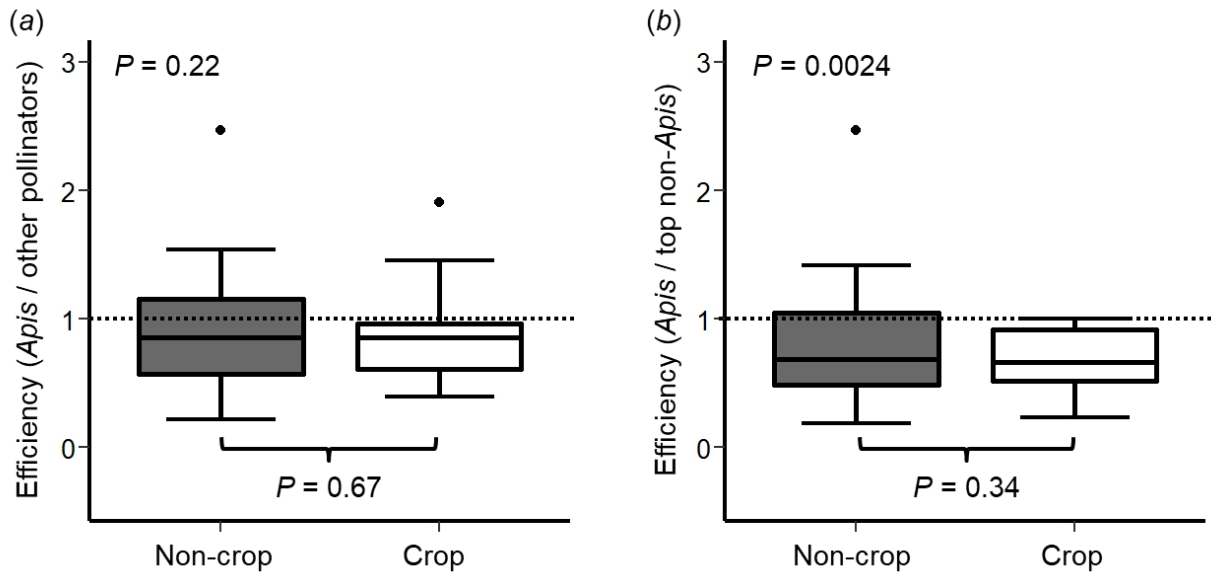 (a)
P = 0.22
Efficiency (Apis / other pollinators)
3
2
1
0
P = 0.67
Non-crop
Crop
(b)
P = 0.0024
Efficiency (Apis / top non-Apis)
3
2
1
0
P = 0.34
Non-crop
Crop